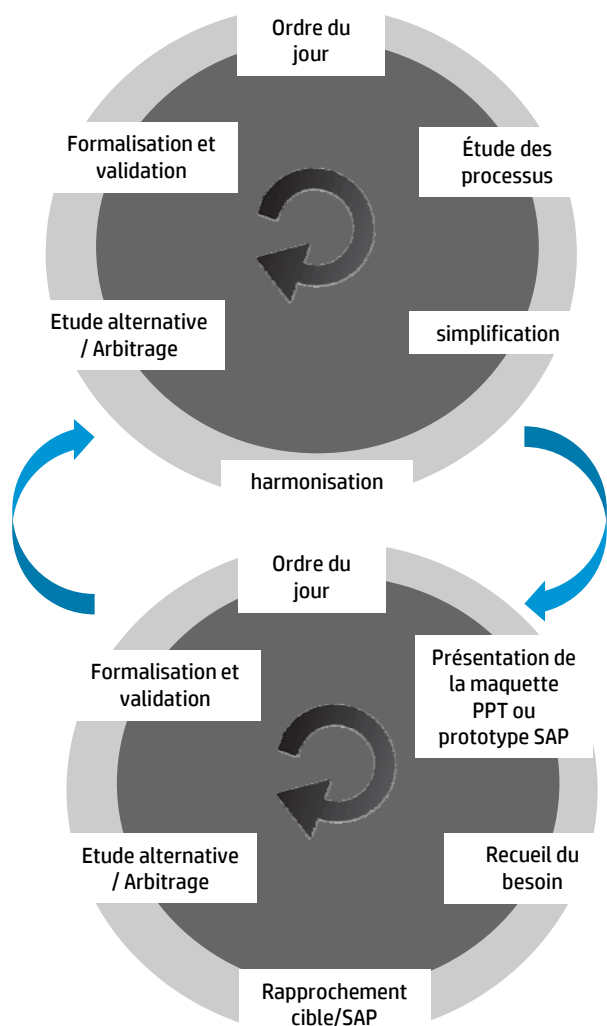 Ordre du
jour
Formalisation et
validation
Étude des
processus
Etude alternative
/ Arbitrage
simplification
harmonisation
Ordre du
jour
Formalisation et
validation
Présentation de
la maquette
PPT ou
prototype SAP
Etude alternative
/ Arbitrage
Recueil du
besoin
Rapprochement
cible/SAP